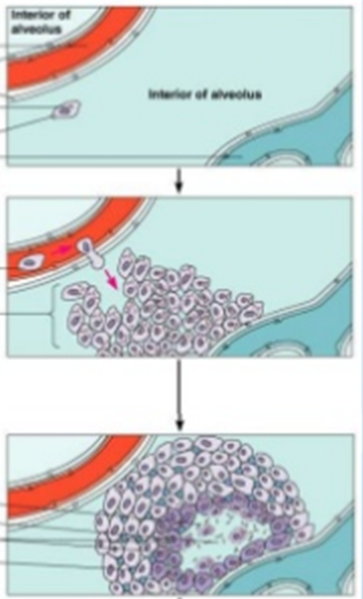 Interior of
alveolus
Interior of alveolus